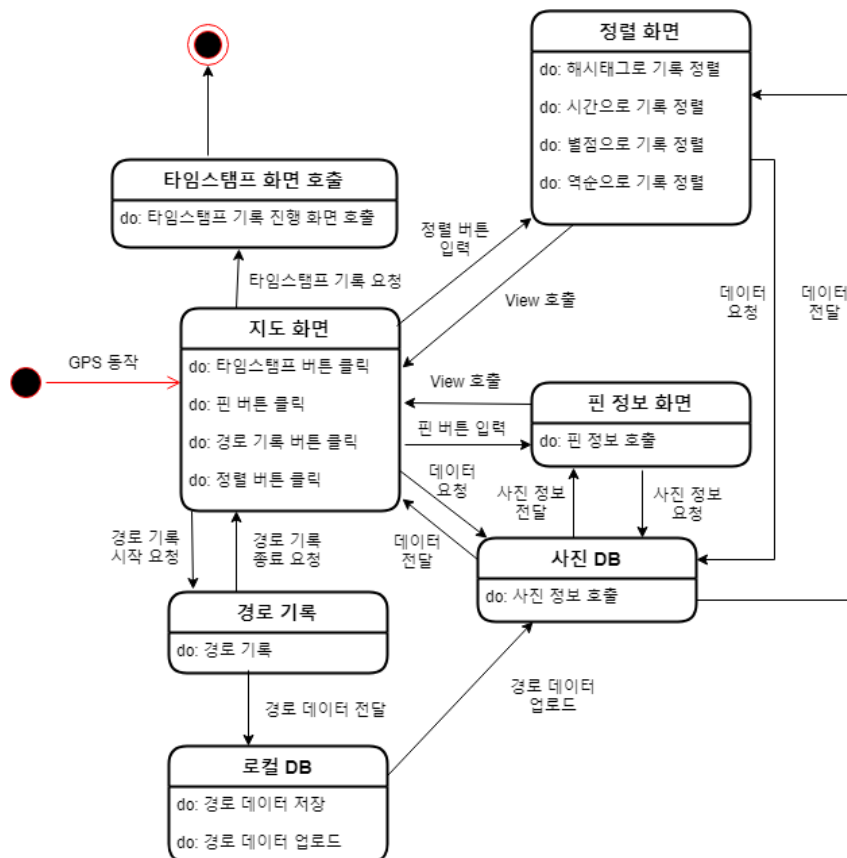 정렬 화면
do: 해시태그로 기록 정렬
do: 시간으로 기록 정렬
do: 별점으로 기록 정렬
do: 역순으로 기록 정렬
타임스탬프 화면 호출
do: 타임스탬프 기록 진행 화면 호출
정렬 버튼
입력
타임스탬프 기록 요청
View 호출
데이터
요청
데이터
전달
지도 화면
do: 타임스탬프 버튼 클릭
do: 핀 버튼 클릭
do: 경로 기록 버튼 클릭
do: 정렬 버튼 클릭
GPS 동작
View 호출
핀 버튼 입력
핀 정보 화면
do: 핀 정보 호출
데이터
요청
사진 정보
전달
사진 정보
요청
경로 기록
시작 요청
경로 기록
종료 요청
데이터
전달
사진 DB
do: 사진 정보 호출
경로 기록
do: 경로 기록
경로 데이터 전달
경로 데이터
업로드
로컬 DB
do: 경로 데이터 저장
do: 경로 데이터 업로드